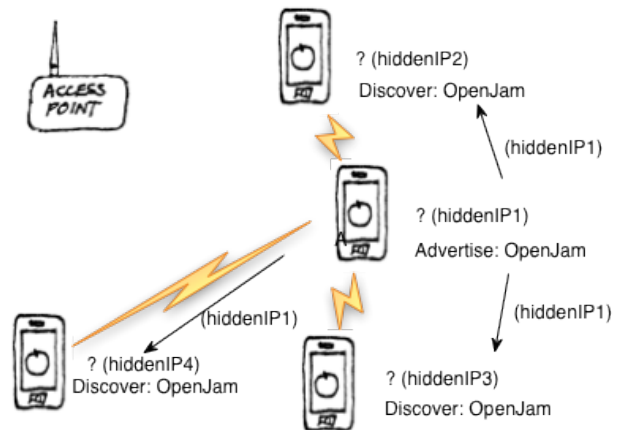 ? (hiddenIP2)
Discover: OpenJam
ACCESS
POINT
(hiddenIP1)
? (hiddenIP1)
A
Advertise: OpenJam
(hiddenIP1)
(hiddenIP1)
? (hiddenIP4)
Discover: OpenJam
? (hiddenIP3)
Discover: OpenJam